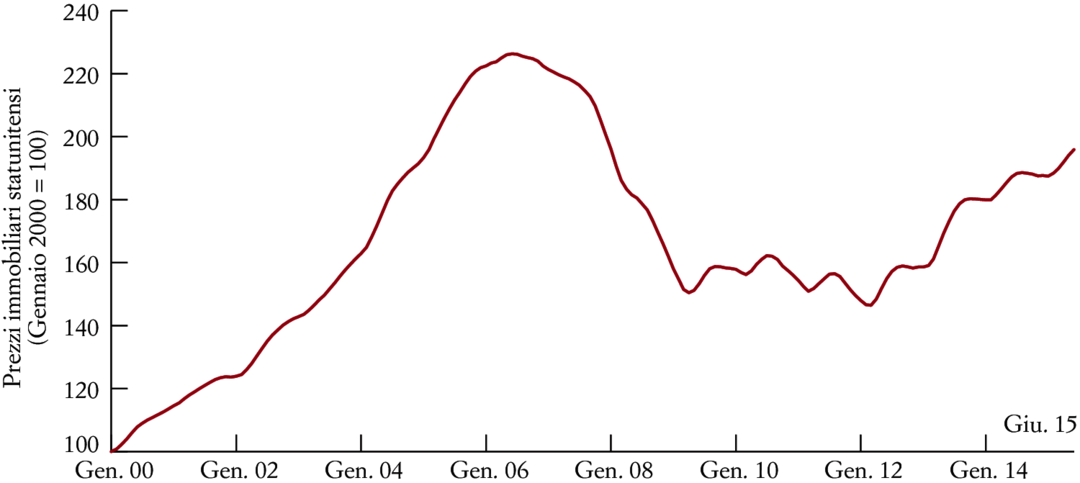 Prezzi immobiliari statunitensi
(Gennaio 2000 = 100)
240
220
200
180
160
140
120
100
Giu. 15
Gen. 00
Gen. 02
Gen. 04
Gen. 06
Gen. 08
Gen. 10
Gen. 12
Gen. 14